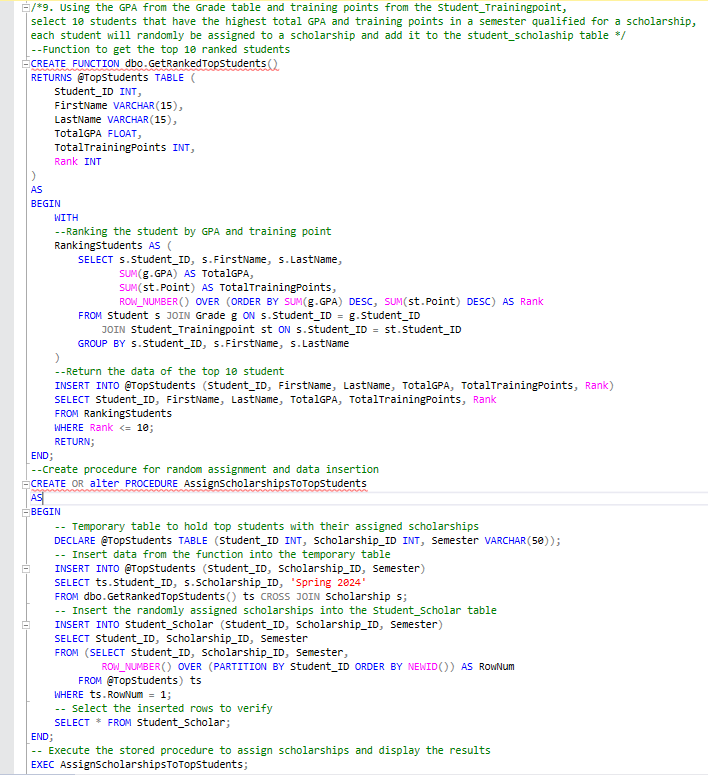 /*9. Using the GPA from the Grade table and training points from the Student_Trainingpoint,
select 10 students that have the highest total GPA and training points in a semester qualified for a scholarship,
each student will randomly be assigned to a scholarship and add it to the student_scholaship table */
--Function to get the top 10 ranked students
CREATE FUNCTION dbo.GetRankedTopStudents()
RETURNS @TopStudents TABLE (
    Student_ID INT,
    FirstName VARCHAR(15),
    LastName VARCHAR(15),
    TotalGPA FLOAT,
    TotalTrainingPoints INT,
    Rank INT
)
AS
BEGIN
    WITH
    --Ranking the student by GPA and training point
    RankingStudents AS (
        SELECT s.Student_ID, s.FirstName, s.LastName,
               SUM(g.GPA) AS TotalGPA,
               SUM(st.Point) AS TotalTrainingPoints,
               ROW_NUMBER() OVER (ORDER BY SUM(g.GPA) DESC, SUM(st.Point) DESC) AS Rank
        FROM Student s JOIN Grade g ON s.Student_ID = g.Student_ID
            JOIN Student_Trainingpoint st ON s.Student_ID = st.Student_ID
        GROUP BY s.Student_ID, s.FirstName, s.LastName
    )
    --Return the data of the top 10 student
    INSERT INTO @TopStudents (Student_ID, FirstName, LastName, TotalGPA, TotalTrainingPoints, Rank)
    SELECT Student_ID, FirstName, LastName, TotalGPA, TotalTrainingPoints, Rank
    FROM RankingStudents
    WHERE Rank <= 10;
    RETURN;
END;
--Create procedure for random assignment and data insertion
CREATE OR alter PROCEDURE AssignScholarshipsToTopStudents
AS
BEGIN
    -- Temporary table to hold top students with their assigned scholarships
    DECLARE @TopStudents TABLE (Student_ID INT, Scholarship_ID INT, Semester VARCHAR(50));
    -- Insert data from the function into the temporary table
    INSERT INTO @TopStudents (Student_ID, Scholarship_ID, Semester)
    SELECT ts.Student_ID, s.Scholarship_ID, 'Spring 2024'
    FROM dbo.GetRankedTopStudents() ts CROSS JOIN Scholarship s;
    -- Insert the randomly assigned scholarships into the Student_Scholar table
    INSERT INTO Student_Scholar (Student_ID, Scholarship_ID, Semester)
    SELECT Student_ID, Scholarship_ID, Semester
    FROM (SELECT Student_ID, Scholarship_ID, Semester,
            ROW_NUMBER() OVER (PARTITION BY Student_ID ORDER BY NEWID()) AS RowNum
        FROM @TopStudents) ts
    WHERE ts.RowNum = 1;
    -- Select the inserted rows to verify
    SELECT * FROM Student_Scholar;
END;
-- Execute the stored procedure to assign scholarships and display the results
EXEC AssignScholarshipsToTopStudents;